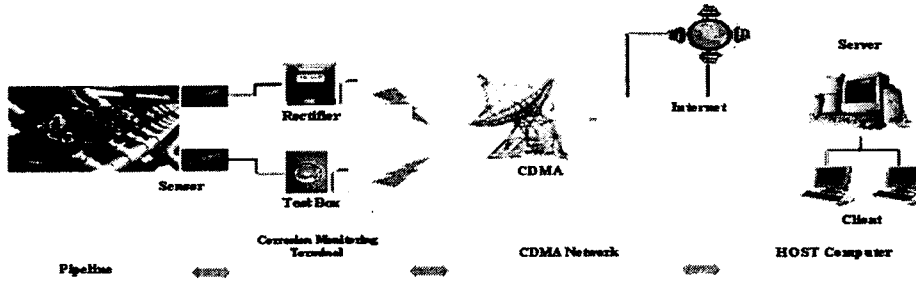 Server
Internet
Rectifier
CDMA
Sensor
Test Box
Client
Corrosion Monitoring
Terminal
Pipeline
CDMA Network
HOST Computer